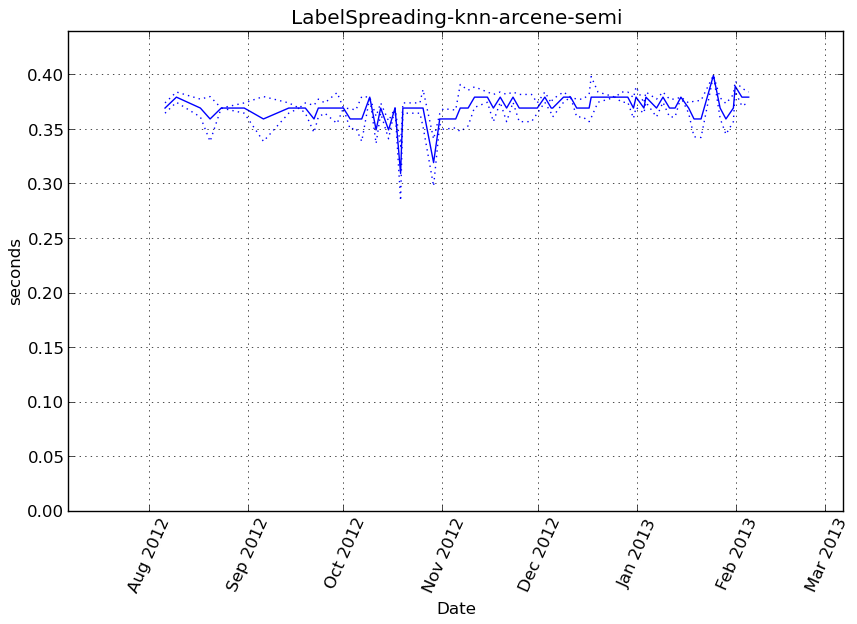 LabelSpreading-knn-arcene-semi
0.40
0.35
0.30
0.25
0.20
0.15
0.10
0.05
0.00
seconds
Aug 2012
Sep 2012
Oct 2012
Nov 2012
Dec 2012
Jan 2013
Feb 2013
Mar 2013
Date